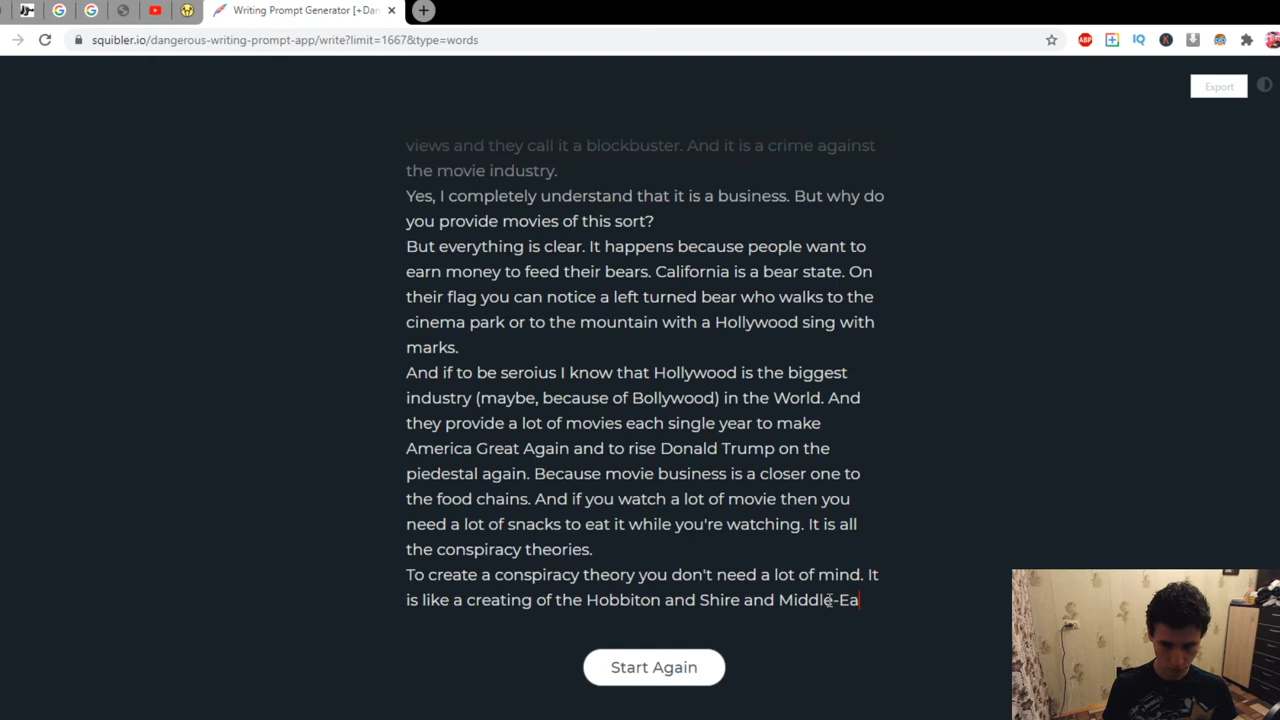 Writing Prompt Generator [+Dan
squibler.io/dangerous-writing-prompt-app/write?limit=1667&type=words
Export
views and they call it a blockbuster. And it is a crime against
the movie industry.
Yes, I completely understand that it is a business. But why do
you provide movies of this sort?
But everything is clear. It happens because people want to
earn money to feed their bears. California is a bear state. On
their flag you can notice a left turned bear who walks to the
cinema park or to the mountain with a Hollywood sing with
marks.
And if to be seroius I know that Hollywood is the biggest
industry (maybe, because of Bollywood) in the World. And
they provide a lot of movies each single year to make
America Great Again and to rise Donald Trump on the
piedestal again. Because movie business is a closer one to
the food chains. And if you watch a lot of movie then you
need a lot of snacks to eat it while you're watching. It is all
the conspiracy theories.
To create a conspiracy theory you don't need a lot of mind. It
is like a creating of the Hobbiton and Shire and Middle-Ea
Start Again